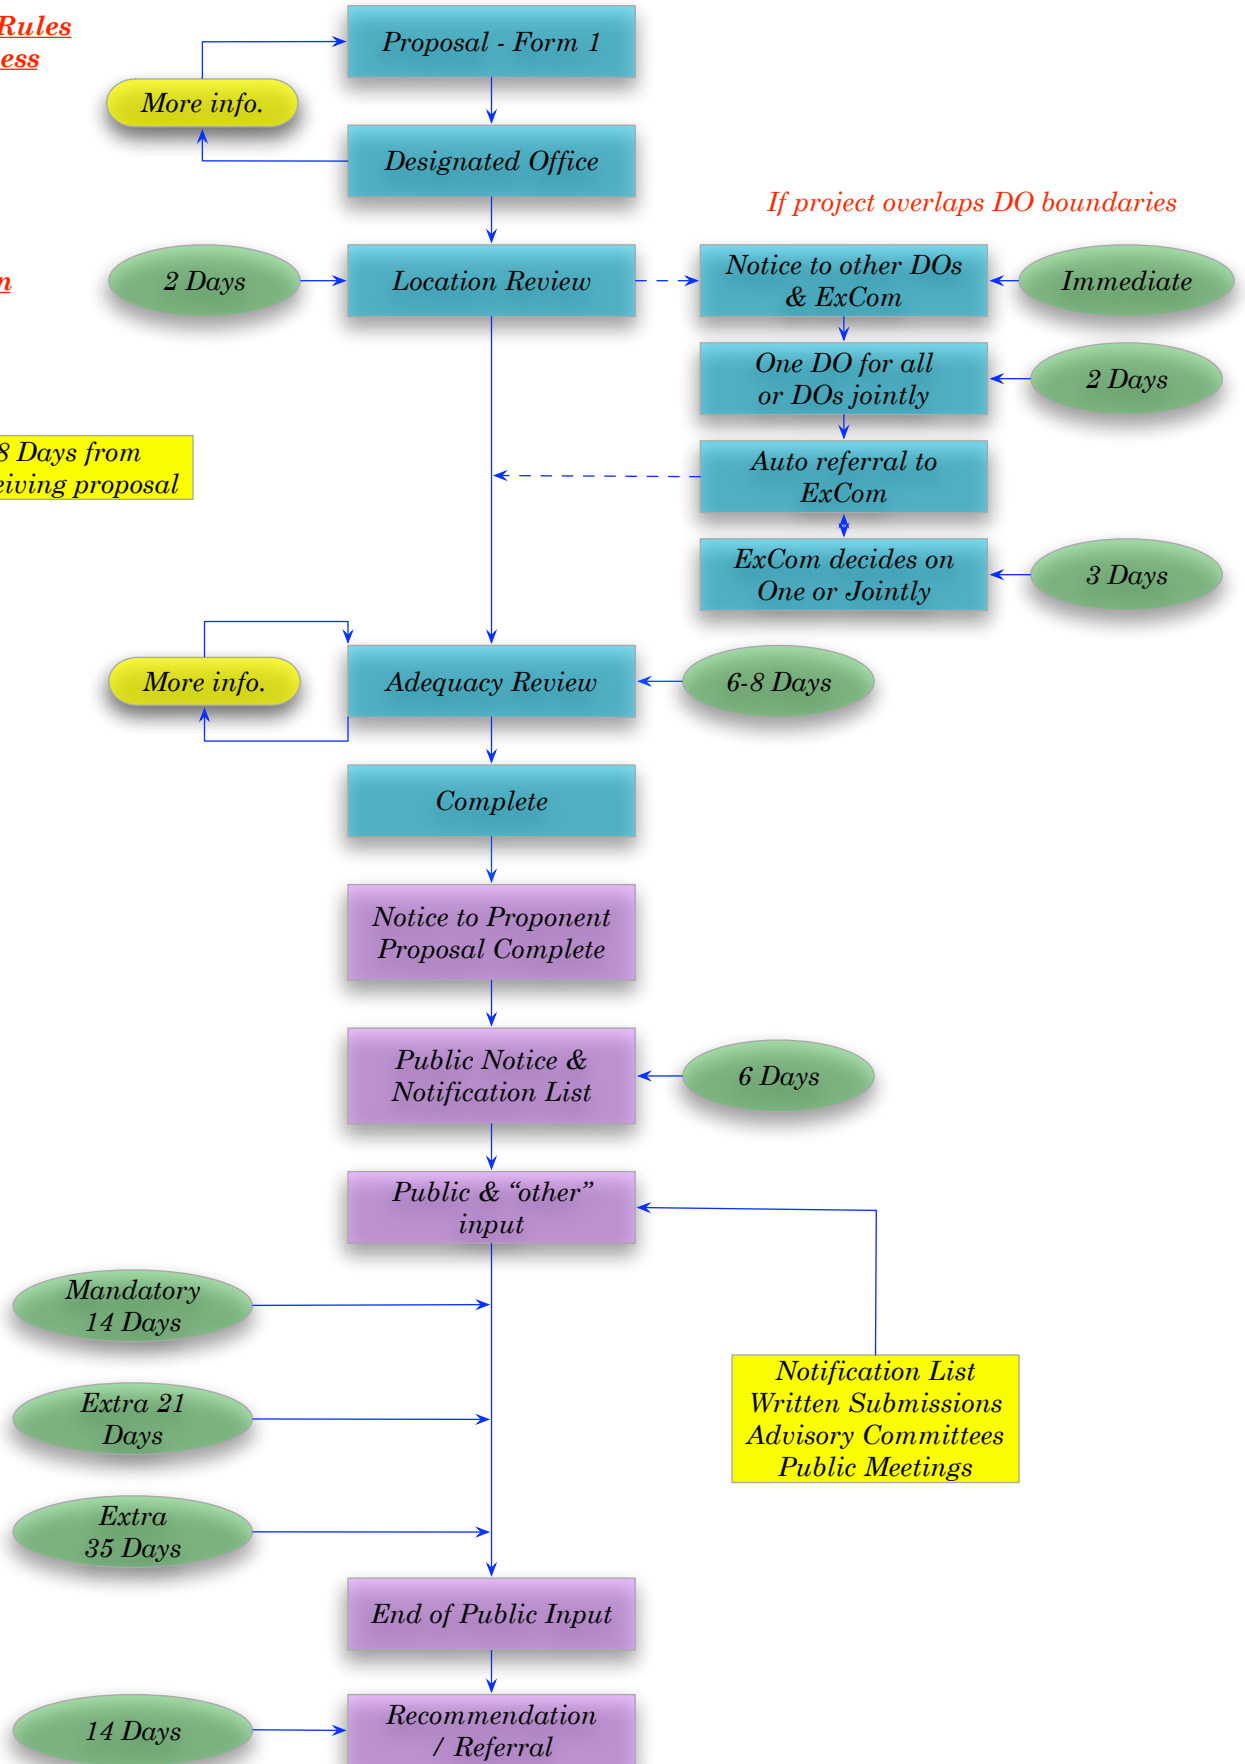 Rules
ess
Proposal - Form 1
More info.
Designated Office
If project overlaps DO boundaries
n
2 Days
Location Review
Notice to other DOs
& ExCom
Immediate
One DO for all
or DOs jointly
2 Days
8 Days from
eiving proposal
Auto referral to
ExCom
ExCom decides on
One or Jointly
3 Days
More info.
Adequacy Review
6-8 Days
Complete
Notice to Proponent
Proposal Complete
Public Notice &
Notification List
6 Days
Public & “other”
input
Mandatory
14 Days
Extra 21
Days
Notification List
Written Submissions
Advisory Committees
Public Meetings
Extra
35 Days
End of Public Input
14 Days
Recommendation
/ Referral